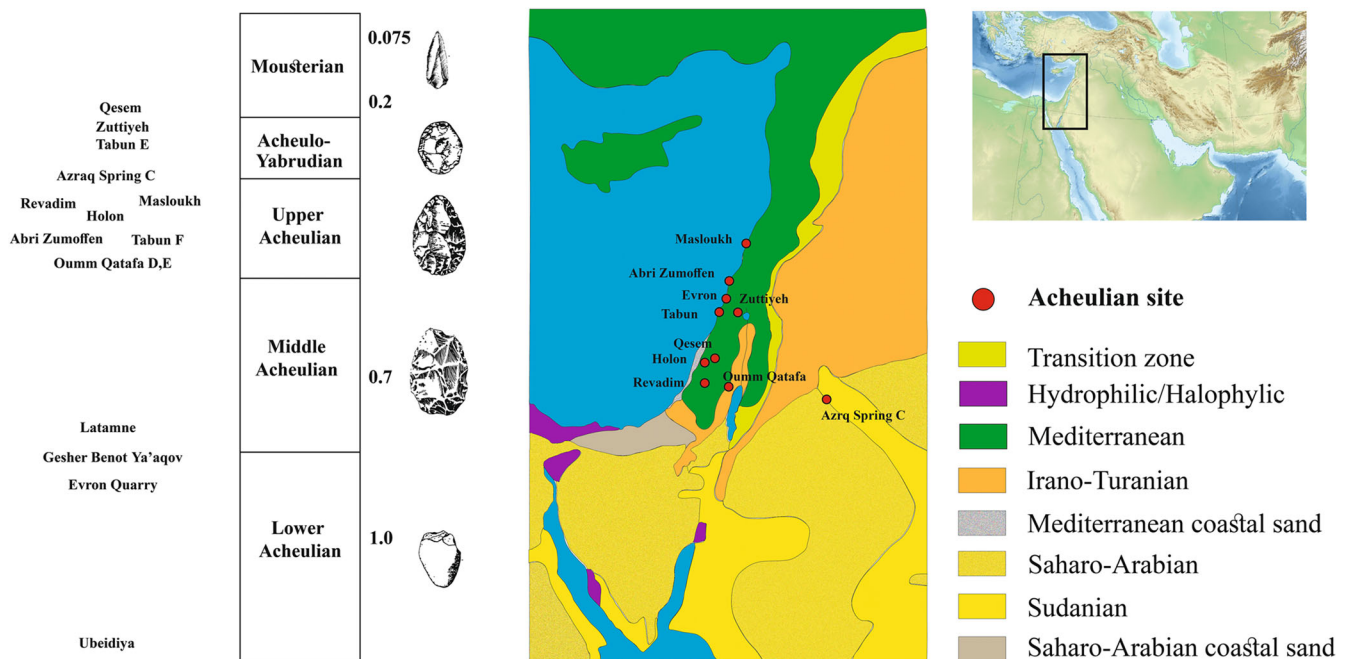 Qesem
Zuttiyeh
Tabun E
Azraq Spring C
Revadim
Masloukh
Holon
Abri Zumoffen
Tabun F
Oumm Qatafa D,E
Latamne
Gesher Benot Ya'aqov
Evron Quarry
Ubeidiya
Mousterian
Acheulo-
Yabrudian
Upper
Acheulian
Middle
Acheulian
Lower
Acheulian
0.075
0.2
0.7
1.0
Masloukh
Abri Zumoffen
Evron
Zuttiyeh
Tabun
Qesem
Holon
Revadim
Oumm Qatafa
Azrq Spring C
Acheulian site
Transition zone
Hydrophilic/Halophylic
Mediterranean
Irano-Turanian
Mediterranean coastal sand
Saharo-Arabian
Sudanian
Saharo-Arabian coastal sand